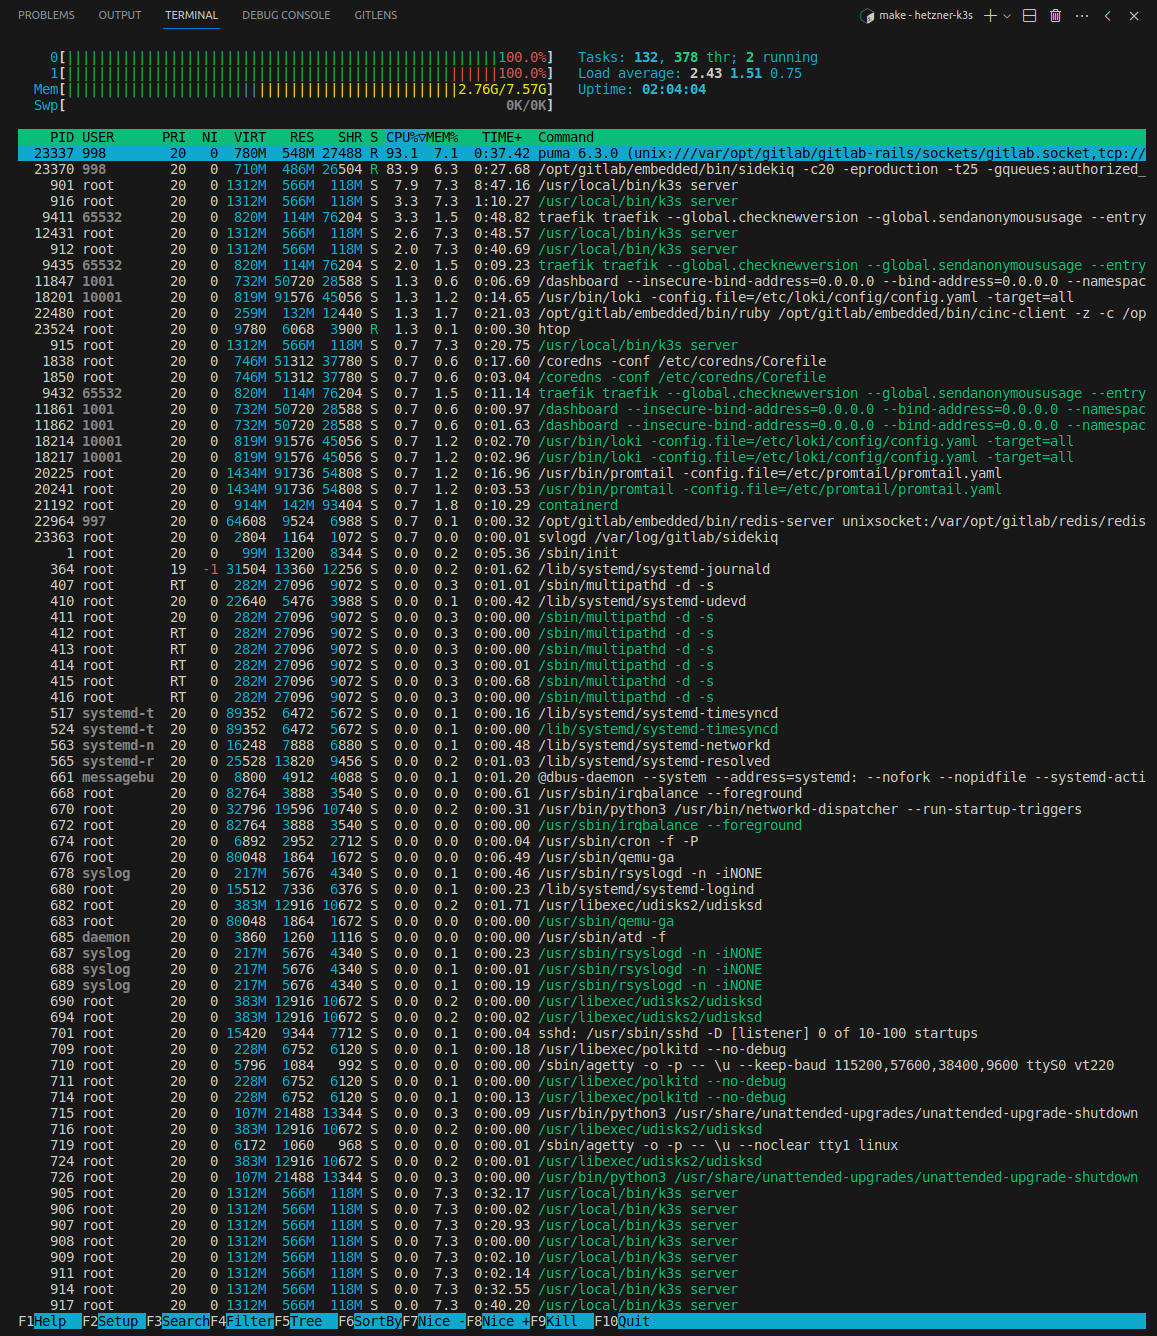 PROBLEMS OUTPUT TERMINAL DEBUG CONSOLE GITLENS make - hetzner-k3s
0[||||||||||||||||||||||||||||||||||||||||||||||||||||||100.0%] Tasks: 132, 378 thr; 2 running
1[||||||||||||||||||||||||||||||||||||||||||||||||||||||100.0%] Load average: 2.43 1.51 0.75
Mem[|||||||||||||||||||||||||||||||||||||||||||||||||2.76G/7.57G] Uptime: 02:04:04
Swp[ 0K/0K]
PID USER PRI NI VIRT RES SHR S CPU%▽MEM% TIME+ Command
23337 998 20 0 780M 548M 27488 R 93.1 7.1 0:37.42 puma 6.3.0 (unix:///var/opt/gitlab/gitlab-rails/sockets/gitlab.socket,tcp://
23370 998 20 0 710M 486M 26504 R 83.9 6.3 0:27.68 /opt/gitlab/embedded/bin/sidekiq -c20 -eproduction -t25 -gqueues:authorized_
901 root 20 0 1312M 566M 118M S 7.9 7.3 8:47.16 /usr/local/bin/k3s server
916 root 20 0 1312M 566M 118M S 3.3 7.3 1:10.27 /usr/local/bin/k3s server
9411 65532 20 0 820M 114M 76204 S 3.3 1.5 0:48.82 traefik traefik --global.checknewversion --global.sendanonymoususage --entry
12431 root 20 0 1312M 566M 118M S 2.6 7.3 0:48.57 /usr/local/bin/k3s server
912 root 20 0 1312M 566M 118M S 2.0 7.3 0:40.69 /usr/local/bin/k3s server
9435 65532 20 0 820M 114M 76204 S 2.0 1.5 0:09.23 traefik traefik --global.checknewversion --global.sendanonymoususage --entry
11847 1001 20 0 732M 50720 28588 S 1.3 0.6 0:06.69 /dashboard --insecure-bind-address=0.0.0.0 --bind-address=0.0.0.0 --namespac
18201 10001 20 0 819M 91576 45056 S 1.3 1.2 0:14.65 /usr/bin/loki -config.file=/etc/loki/config/config.yaml -target=all
22480 root 20 0 259M 132M 12440 S 1.3 1.7 0:21.03 /opt/gitlab/embedded/bin/ruby /opt/gitlab/embedded/bin/cinc-client -z -c /op
23524 root 20 0 9780 6068 3900 R 1.3 0.1 0:00.30 htop
915 root 20 0 1312M 566M 118M S 0.7 7.3 0:20.75 /usr/local/bin/k3s server
1838 root 20 0 746M 51312 37780 S 0.7 0.6 0:17.60 /coredns -conf /etc/coredns/Corefile
1850 root 20 0 746M 51312 37780 S 0.7 0.6 0:03.04 /coredns -conf /etc/coredns/Corefile
9432 65532 20 0 820M 114M 76204 S 0.7 1.5 0:11.14 traefik traefik --global.checknewversion --global.sendanonymoususage --entry
11861 1001 20 0 732M 50720 28588 S 0.7 0.6 0:00.97 /dashboard --insecure-bind-address=0.0.0.0 --bind-address=0.0.0.0 --namespac
11862 1001 20 0 732M 50720 28588 S 0.7 0.6 0:01.63 /dashboard --insecure-bind-address=0.0.0.0 --bind-address=0.0.0.0 --namespac
18214 10001 20 0 819M 91576 45056 S 0.7 1.2 0:02.70 /usr/bin/loki -config.file=/etc/loki/config/config.yaml -target=all
18217 10001 20 0 819M 91576 45056 S 0.7 1.2 0:02.96 /usr/bin/loki -config.file=/etc/loki/config/config.yaml -target=all
20225 root 20 0 1434M 91736 54808 S 0.7 1.2 0:16.96 /usr/bin/promtail -config.file=/etc/promtail/promtail.yaml
20241 root 20 0 1434M 91736 54808 S 0.7 1.2 0:03.53 /usr/bin/promtail -config.file=/etc/promtail/promtail.yaml
21192 root 20 0 914M 142M 93404 S 0.7 1.8 0:10.29 containerd
22964 997 20 0 64608 9524 6988 S 0.7 0.1 0:00.32 /opt/gitlab/embedded/bin/redis-server unixsocket:/var/opt/gitlab/redis/redis
23363 root 20 0 2804 1164 1072 S 0.7 0.0 0:00.01 svlogd /var/log/gitlab/sidekiq
1 root 20 0 99M 13200 8344 S 0.0 0.2 0:05.36 /sbin/init
364 root 19 -1 31504 13360 12256 S 0.0 0.2 0:01.62 /lib/systemd/systemd-journald
407 root RT 0 282M 27096 9072 S 0.0 0.3 0:01.01 /sbin/multipathd -d -s
410 root 20 0 22640 5476 3988 S 0.0 0.1 0:00.42 /lib/systemd/systemd-udevd
411 root 20 0 282M 27096 9072 S 0.0 0.3 0:00.00 /sbin/multipathd -d -s
412 root RT 0 282M 27096 9072 S 0.0 0.3 0:00.00 /sbin/multipathd -d -s
413 root RT 0 282M 27096 9072 S 0.0 0.3 0:00.00 /sbin/multipathd -d -s
414 root RT 0 282M 27096 9072 S 0.0 0.3 0:00.01 /sbin/multipathd -d -s
415 root RT 0 282M 27096 9072 S 0.0 0.3 0:00.68 /sbin/multipathd -d -s
416 root RT 0 282M 27096 9072 S 0.0 0.3 0:00.00 /sbin/multipathd -d -s
517 systemd-t 20 0 89352 6472 5672 S 0.0 0.1 0:00.16 /lib/systemd/systemd-timesyncd
524 systemd-t 20 0 89352 6472 5672 S 0.0 0.1 0:00.00 /lib/systemd/systemd-timesyncd
563 systemd-n 20 0 16248 7888 6880 S 0.0 0.1 0:00.48 /lib/systemd/systemd-networkd
565 systemd-r 20 0 25528 13820 9456 S 0.0 0.2 0:01.03 /lib/systemd/systemd-resolved
661 messagebu 20 0 8800 4912 4088 S 0.0 0.1 0:01.20 @dbus-daemon --system --address=systemd: --nofork --nopidfile --systemd-acti
668 root 20 0 82764 3888 3540 S 0.0 0.0 0:00.61 /usr/sbin/irqbalance --foreground
670 root 20 0 32796 19596 10740 S 0.0 0.2 0:00.31 /usr/bin/python3 /usr/bin/networkd-dispatcher --run-startup-triggers
672 root 20 0 82764 3888 3540 S 0.0 0.0 0:00.00 /usr/sbin/irqbalance --foreground
674 root 20 0 6892 2952 2712 S 0.0 0.0 0:00.04 /usr/sbin/cron -f -P
676 root 20 0 80048 1864 1672 S 0.0 0.0 0:06.49 /usr/sbin/qemu-ga
678 syslog 20 0 217M 5676 4340 S 0.0 0.1 0:00.46 /usr/sbin/rsyslogd -n -iNONE
680 root 20 0 15512 7336 6376 S 0.0 0.1 0:00.23 /lib/systemd/systemd-logind
682 root 20 0 383M 12916 10672 S 0.0 0.2 0:01.71 /usr/libexec/udisks2/udisksd
683 root 20 0 80048 1864 1672 S 0.0 0.0 0:00.00 /usr/sbin/qemu-ga
685 daemon 20 0 3860 1260 1116 S 0.0 0.0 0:00.00 /usr/sbin/atd -f
687 syslog 20 0 217M 5676 4340 S 0.0 0.1 0:00.23 /usr/sbin/rsyslogd -n -iNONE
688 syslog 20 0 217M 5676 4340 S 0.0 0.1 0:00.01 /usr/sbin/rsyslogd -n -iNONE
689 syslog 20 0 217M 5676 4340 S 0.0 0.1 0:00.19 /usr/sbin/rsyslogd -n -iNONE
690 root 20 0 383M 12916 10672 S 0.0 0.2 0:00.00 /usr/libexec/udisks2/udisksd
694 root 20 0 383M 12916 10672 S 0.0 0.2 0:00.02 /usr/libexec/udisks2/udisksd
701 root 20 0 15420 9344 7712 S 0.0 0.1 0:00.04 sshd: /usr/sbin/sshd -D [listener] 0 of 10-100 startups
709 root 20 0 228M 6752 6120 S 0.0 0.1 0:00.18 /usr/libexec/polkitd --no-debug
710 root 20 0 5796 1084 992 S 0.0 0.0 0:00.00 /sbin/agetty -o -p -- \u --keep-baud 115200,57600,38400,9600 ttyS0 vt220
711 root 20 0 228M 6752 6120 S 0.0 0.1 0:00.00 /usr/libexec/polkitd --no-debug
714 root 20 0 228M 6752 6120 S 0.0 0.1 0:00.13 /usr/libexec/polkitd --no-debug
715 root 20 0 107M 21488 13344 S 0.0 0.3 0:00.09 /usr/bin/python3 /usr/share/unattended-upgrades/unattended-upgrade-shutdown
716 root 20 0 383M 12916 10672 S 0.0 0.2 0:00.00 /usr/libexec/udisks2/udisksd
719 root 20 0 6172 1060 968 S 0.0 0.0 0:00.01 /sbin/agetty -o -p -- \u --noclear tty1 linux
724 root 20 0 383M 12916 10672 S 0.0 0.2 0:00.01 /usr/libexec/udisks2/udisksd
726 root 20 0 107M 21488 13344 S 0.0 0.3 0:00.00 /usr/bin/python3 /usr/share/unattended-upgrades/unattended-upgrade-shutdown
905 root 20 0 1312M 566M 118M S 0.0 7.3 0:32.17 /usr/local/bin/k3s server
906 root 20 0 1312M 566M 118M S 0.0 7.3 0:00.02 /usr/local/bin/k3s server
907 root 20 0 1312M 566M 118M S 0.0 7.3 0:20.93 /usr/local/bin/k3s server
908 root 20 0 1312M 566M 118M S 0.0 7.3 0:00.00 /usr/local/bin/k3s server
909 root 20 0 1312M 566M 118M S 0.0 7.3 0:02.10 /usr/local/bin/k3s server
911 root 20 0 1312M 566M 118M S 0.0 7.3 0:02.14 /usr/local/bin/k3s server
914 root 20 0 1312M 566M 118M S 0.0 7.3 0:32.55 /usr/local/bin/k3s server
917 root 20 0 1312M 566M 118M S 0.0 7.3 0:40.20 /usr/local/bin/k3s server
F1Help F2Setup F3SearchF4FilterF5Tree F6SortByF7Nice -F8Nice +F9Kill F10Quit